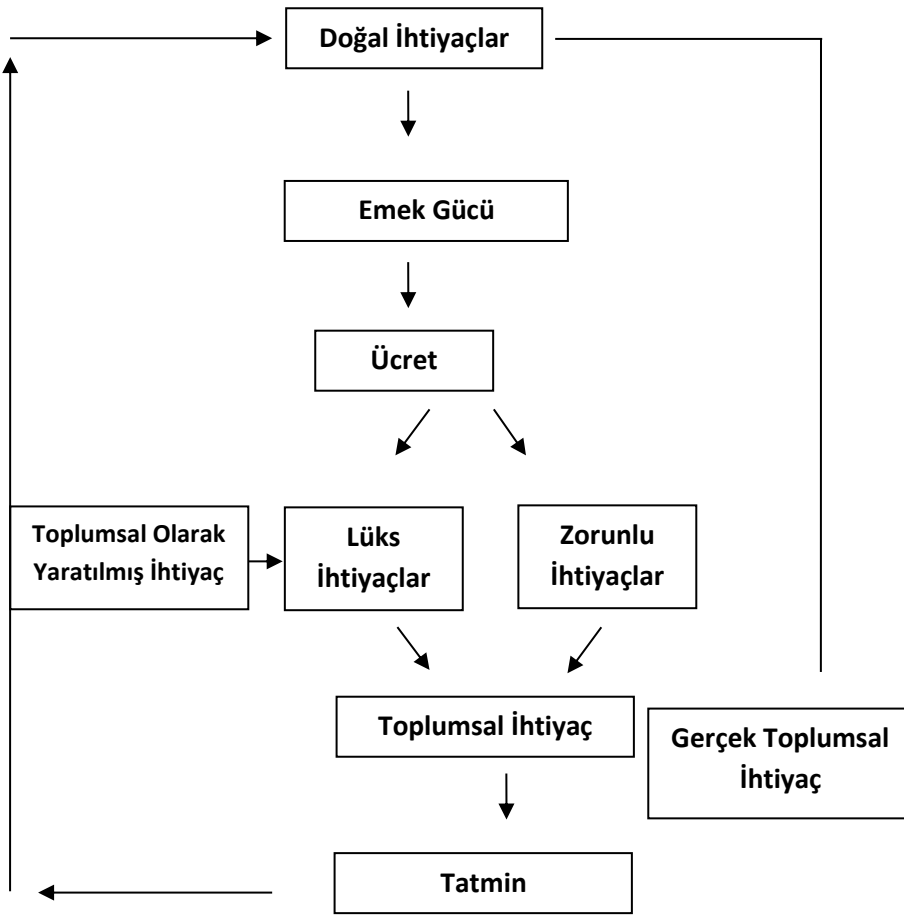 Doğal İhtiyaçlar
Emek Gücü
Ücret
Toplumsal Olarak
Yaratılmış İhtiyaç
Lüks
İhtiyaçlar
Zorunlu
İhtiyaçlar
Toplumsal İhtiyaç
Gerçek Toplumsal
İhtiyaç
Tatmin